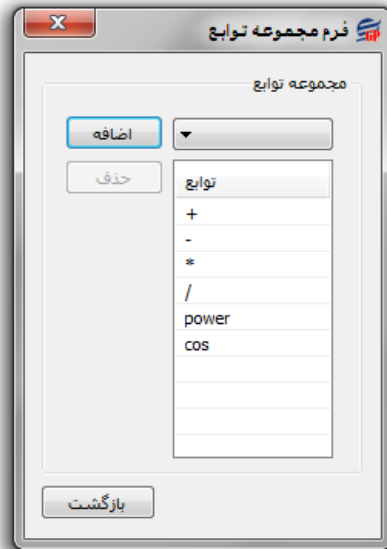 فرم مجموعه توابع
مجموعه توابع
اضافه
حذف
توابع
+
-
*
/
power
cos
بازگشت